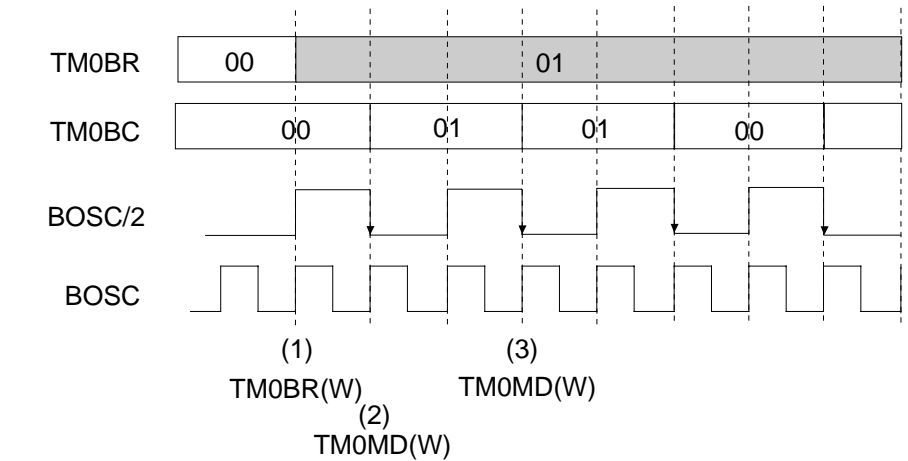 TM0BR 00 01
TM0BC 00 01 01 00
BOSC/2
BOSC
(1) (3)
TM0BR(W) TM0MD(W)
(2)
TM0MD(W)